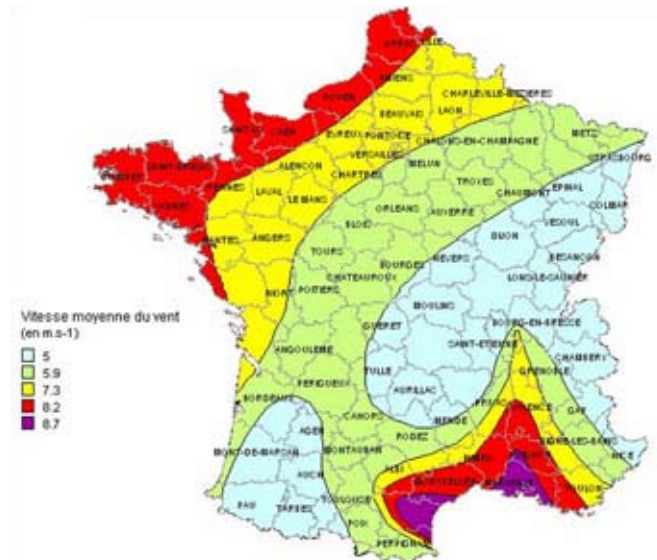 LILLE
AMIENS
ROUEN
CHARLEVILLE-MEZIERES
LAON
BEAUVAIS
CAEN
EVREUX
PONTOISE
METZ
CHALONS-EN-CHAMPAGNE
VERSAILLES
STRASBOURG
MELUN
ALENCON
CHARTRES
TROYES
RENNES
CHAUMONT
EPINAL
LAVAL
LE MANS
COLMAR
ORLEANS
VANNES
AUXERRE
VESOUL
BLOIS
ANGERS
DIJON
NANTES
TOURS
BESANCON
BOURGES
NEVERS
CHATEAUROUX
LONS-LE-SAUNIER
NIORT
POITIERS
MOULINS
Vitesse moyenne du vent
BOURG-EN-BRESSE
GUERET
(en m.s-1)
SAINT-ETIENNE
ANGOULEME
CHAMBERY
5
TULLE
GRENOBLE
5.9
PERIGUEUX
AURILLAC
7.3
BORDEAUX
PRIVAS
VALENCE
8.2
CAHORS
MENDE
GAP
8.7
RODEZ
AGEN
DIGNE-LES-BAINS
MONT-DE-MARSAN
MONTAUBAN
NIMES
NICE
ALBI
AUCH
MONTPELLIER
TOULOUSE
TOULON
PAU
TARBES
FOIX
PERPIGNAN